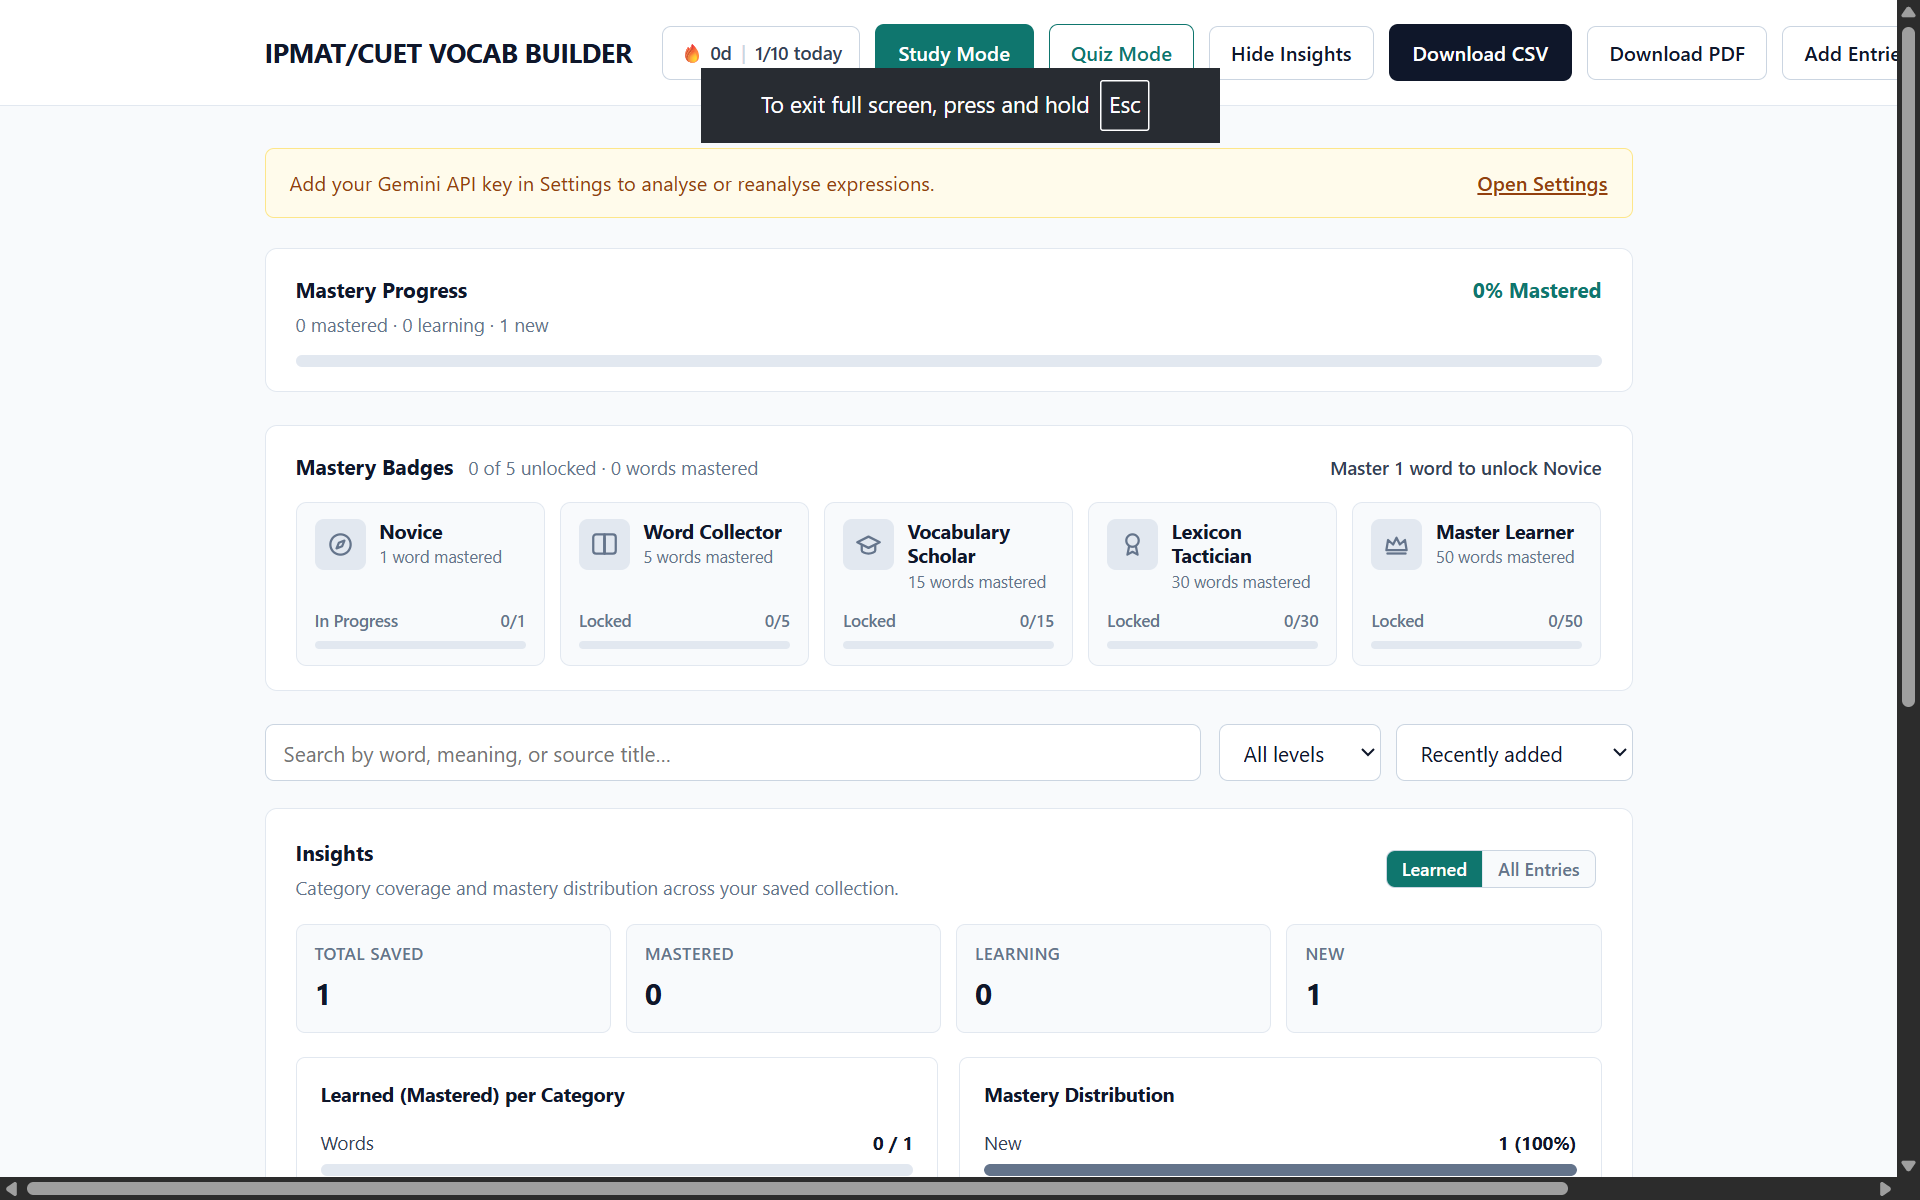 IPMAT/CUET VOCAB BUILDER
🔥 0d | 1/10 today
Study Mode
Quiz Mode
Hide Insights
Download CSV
Download PDF
Add Entrie
To exit full screen, press and hold Esc
Add your Gemini API key in Settings to analyse or reanalyse expressions.
Open Settings
Mastery Progress
0% Mastered
0 mastered · 0 learning · 1 new
Mastery Badges 0 of 5 unlocked · 0 words mastered
Master 1 word to unlock Novice
Novice
1 word mastered
In Progress 0/1
Word Collector
5 words mastered
Locked 0/5
Vocabulary
Scholar
15 words mastered
Locked 0/15
Lexicon
Tactician
30 words mastered
Locked 0/30
Master Learner
50 words mastered
Locked 0/50
Search by word, meaning, or source title...
All levels
Recently added
Insights
Category coverage and mastery distribution across your saved collection.
Learned
All Entries
TOTAL SAVED
1
MASTERED
0
LEARNING
0
NEW
1
Learned (Mastered) per Category
Words 0 / 1
Mastery Distribution
New 1 (100%)